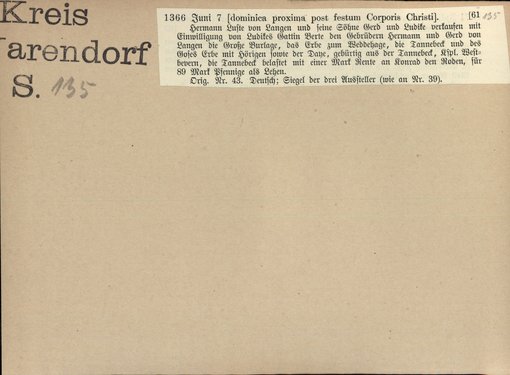 Kreis
Warendorf
S. 135
1366 Juni 7 [dominica proxima post festum Corporis Christi]. [61 135
Hermann Luste von Langen und seine Söhne Gerd und Ludike verkaufen mit
Einwilligung von Ludikes Gattin Berte den Gebrüdern Hermann und Gerd von
Langen die Große Burlage, das Erbe zum Weddehage, die Tannebeck und des
Goses Erbe mit Hörigen sowie der Daye, gebürtig aus der Tannebeck, Kspl. West-
bevern, die Tannebeck belastet mit einer Mark Rente an Konrad den Roden, für
89 Mark Pfennige als Lehen.
Orig. Nr. 43. Deutsch; Siegel der drei Aussteller (wie an Nr. 39).